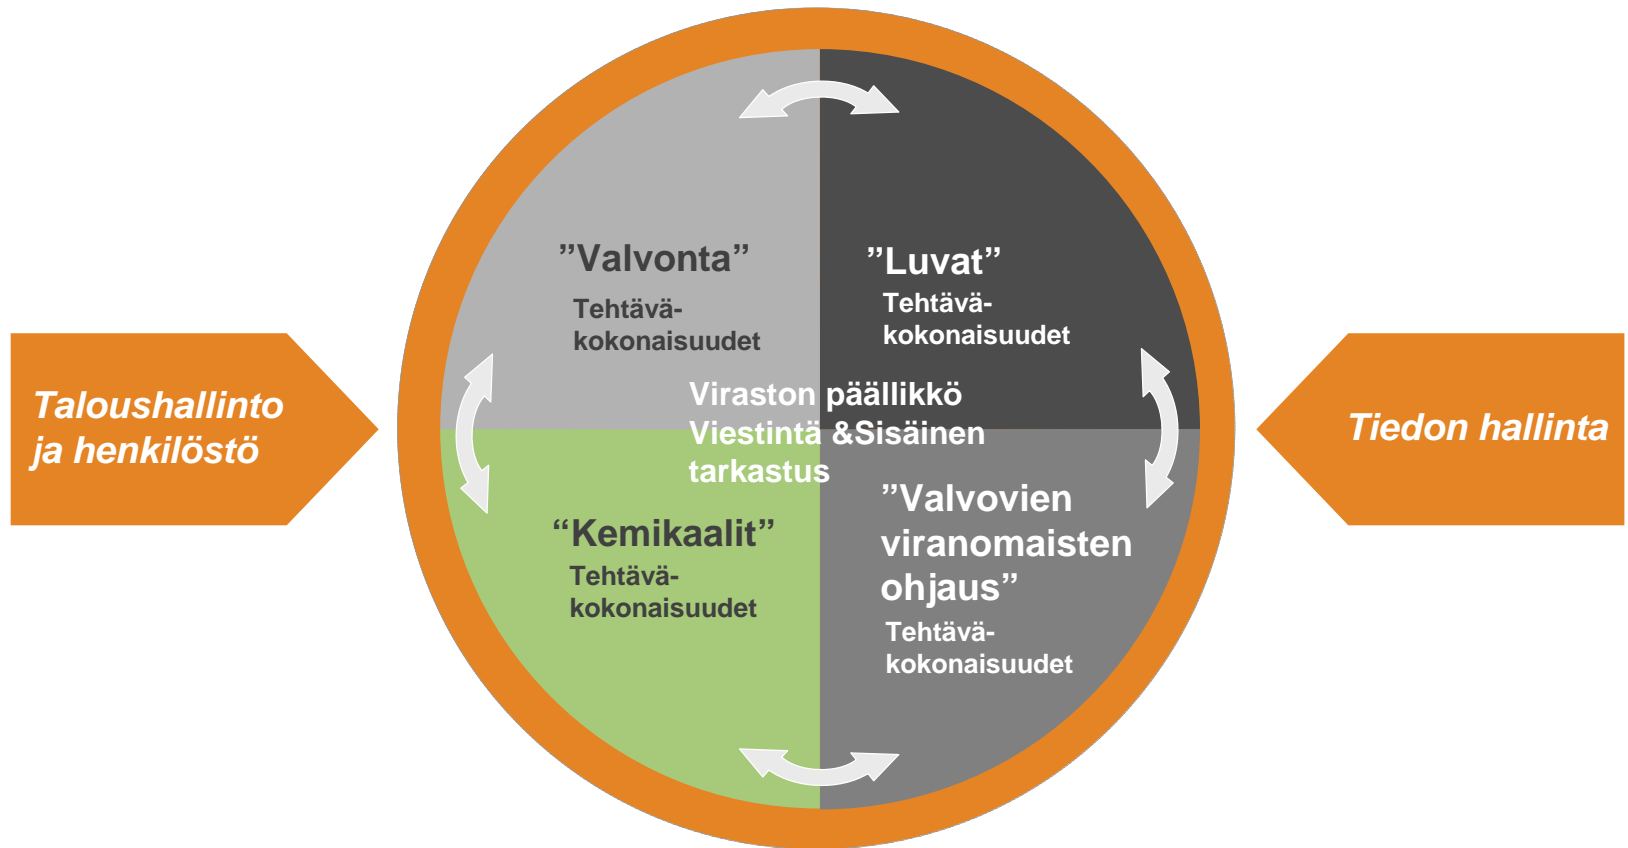 ”Valvonta”
Tehtävä-
kokonaisuudet
”Luvat”
Tehtävä-
kokonaisuudet
Taloushallinto
ja henkilöstö
Viraston päällikkö
Viestintä &Sisäinen
tarkastus
Tiedon hallinta
“Kemikaalit”
Tehtävä-
kokonaisuudet
”Valvovien
viranomaisten
ohjaus”
Tehtävä-
kokonaisuudet